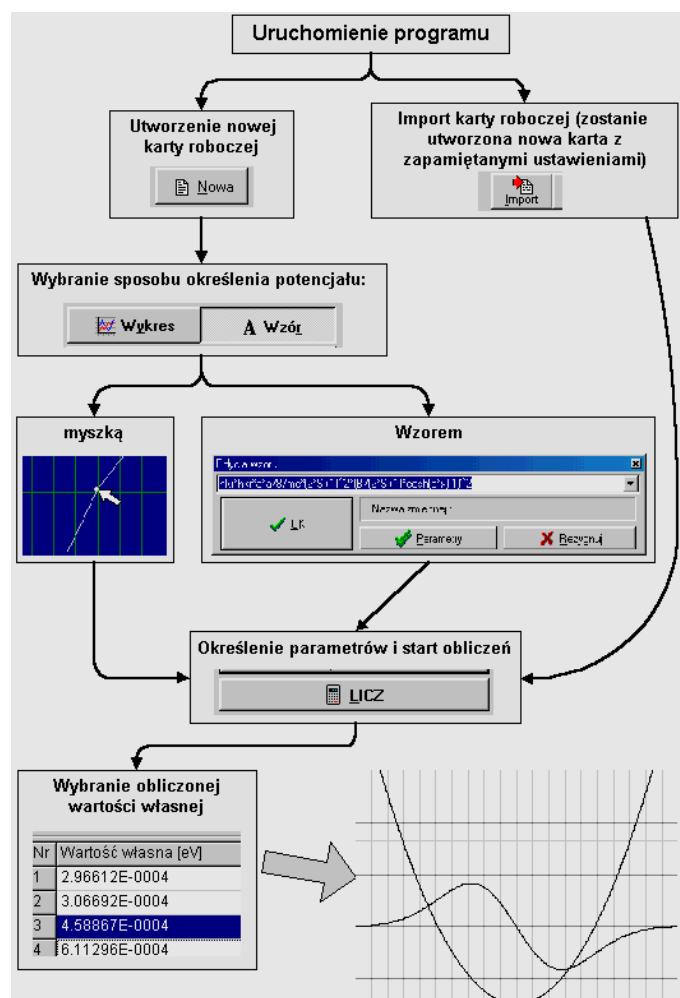 Uruchomienie programu
Utworzenie nowej
karty roboczej
Nowa
Import karty roboczej (zostanie
utworzona nowa karta z
zapamiętanymi ustawieniami)
Import
Wybranie sposobu określenia potencjału:
Wykres
A Wzór
myszką
Wzorem
Parametry
Rezygnuj
Określenie parametrów i start obliczeń
LICZ
Wybranie obliczonej
wartości własnej
Nr Wartość własna [eV]
1 2.96612E-0004
2 3.06692E-0004
3 4.58867E-0004
4 6.11296E-0004